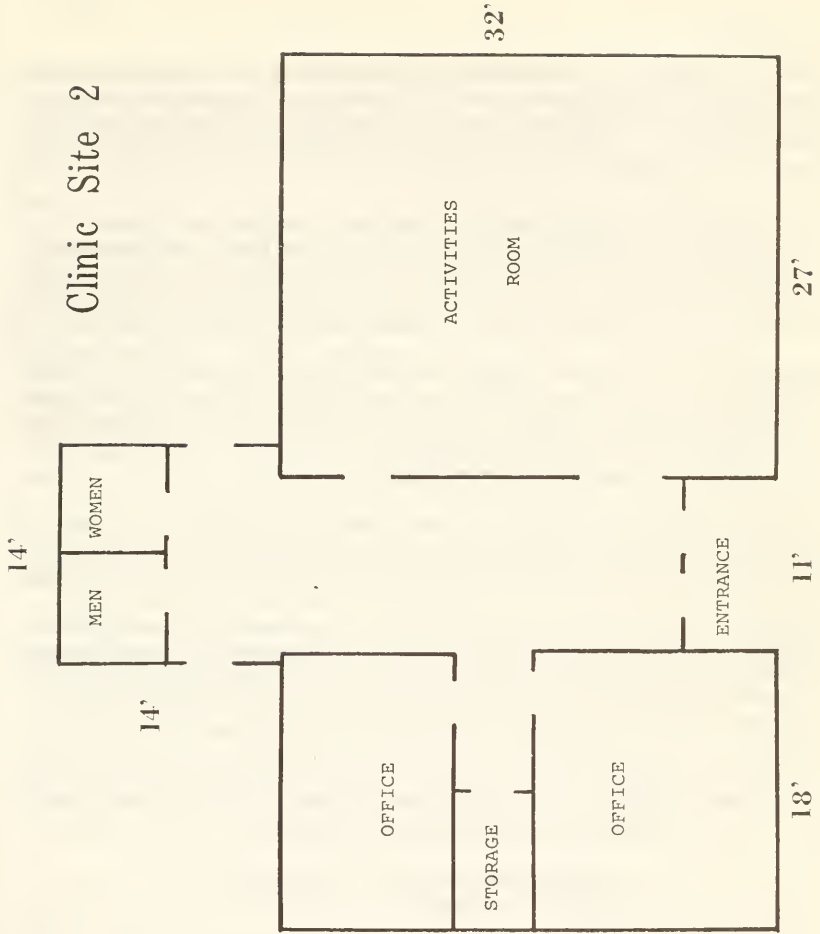 Clinic Site 2
14'
14'
MEN
WOMEN
32'
ACTIVITIES
ROOM
OFFICE
STORAGE
OFFICE
ENTRANCE
18'
11'
27'